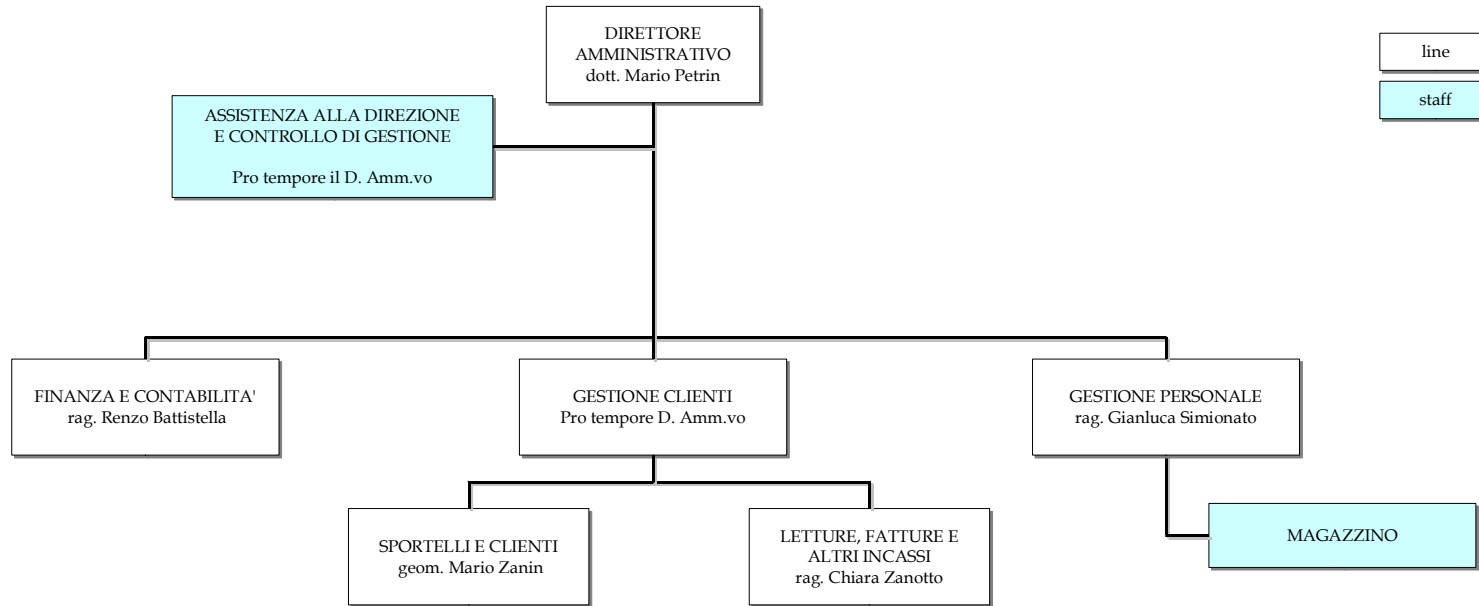 DIRETTORE
AMMINISTRATIVO
dott. Mario Petrin
line
staff
ASSISTENZA ALLA DIREZIONE
E CONTROLLO DI GESTIONE
Pro tempore il D. Amm.vo
FINANZA E CONTABILITA'
rag. Renzo Battistella
GESTIONE CLIENTI
Pro tempore D. Amm.vo
GESTIONE PERSONALE
rag. Gianluca Simionato
SPORTELLI E CLIENTI
geom. Mario Zanin
LETTURE, FATTURE E
ALTRI INCASSI
rag. Chiara Zanotto
MAGAZZINO